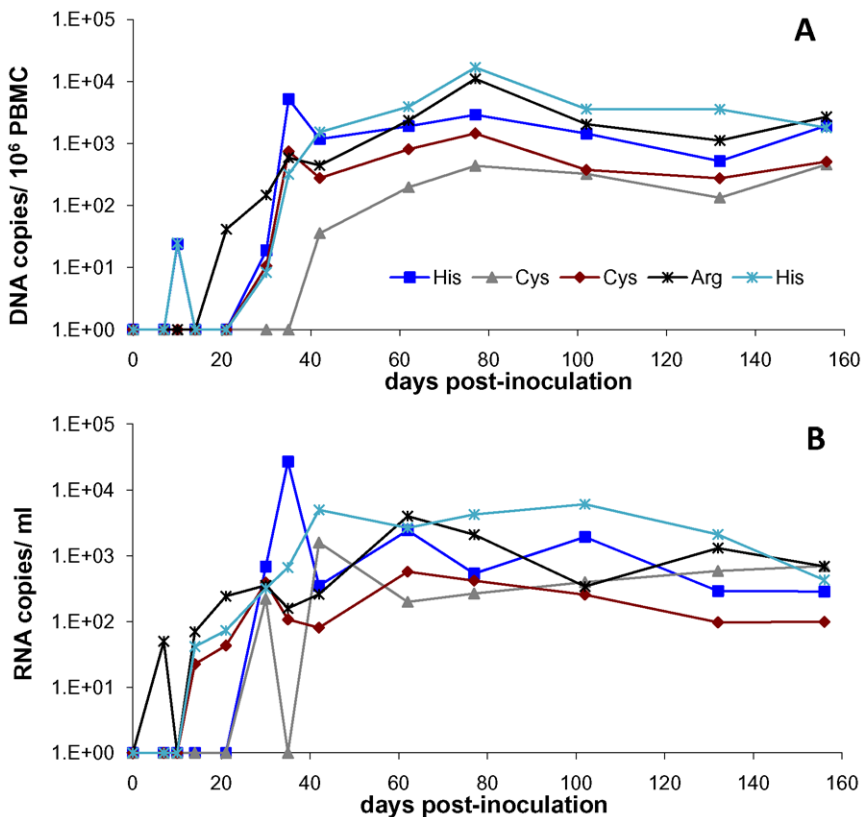 A
1.E+05
1.E+04
1.E+03
1.E+02
1.E+01
1.E+00
DNA copies/ 10⁶ PBMC
His Cys Cys Arg His
0 20 40 60 80 100 120 140 160
days post-inoculation
B
1.E+05
1.E+04
1.E+03
1.E+02
1.E+01
1.E+00
RNA copies/ ml
0 20 40 60 80 100 120 140 160
days post-inoculation